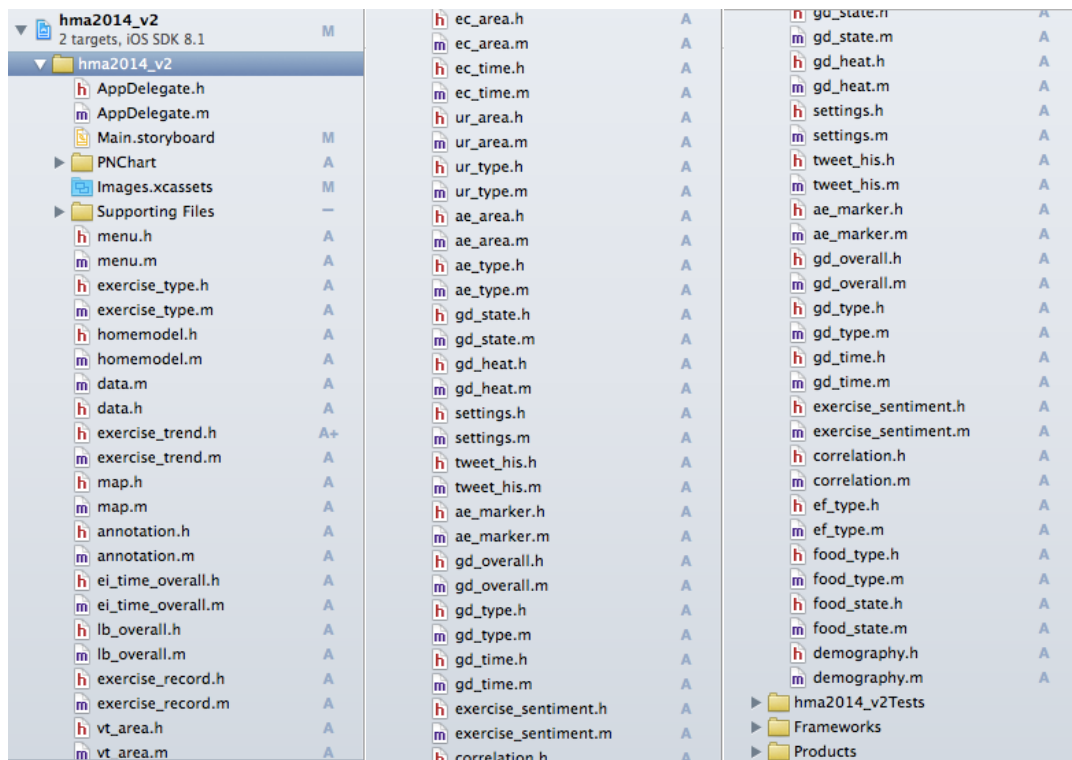 hma2014_v2
M
2 targets, iOS SDK 8.1
hma2014_v2
h AppDelegate.h
m AppDelegate.m
Main.storyboard M
PNChart A
Images.xcassets M
Supporting Files –
h menu.h A
m menu.m A
h exercise_type.h A
m exercise_type.m A
h homemodel.h A
m homemodel.m A
m data.m A
h data.h A
h exercise_trend.h A+
m exercise_trend.m A
h map.h A
m map.m A
h annotation.h A
m annotation.m A
h ei_time_overall.h A
m ei_time_overall.m A
h lb_overall.h A
m lb_overall.m A
h exercise_record.h A
m exercise_record.m A
h vt_area.h A
m vt_area.m A
h ec_area.h A
m ec_area.m A
h ec_time.h A
m ec_time.m A
h ur_area.h A
m ur_area.m A
h ur_type.h A
m ur_type.m A
h ae_area.h A
m ae_area.m A
h ae_type.h A
m ae_type.m A
h gd_state.h A
m gd_state.m A
h gd_heat.h A
m gd_heat.m A
h settings.h A
m settings.m A
h tweet_his.h A
m tweet_his.m A
h ae_marker.h A
m ae_marker.m A
h gd_overall.h A
m gd_overall.m A
h gd_type.h A
m gd_type.m A
h gd_time.h A
m gd_time.m A
h exercise_sentiment.h A
m exercise_sentiment.m A
h correlation.h A
h gd_state.h A
m gd_state.m A
h gd_heat.h A
m gd_heat.m A
h settings.h A
m settings.m A
h tweet_his.h A
m tweet_his.m A
h ae_marker.h A
m ae_marker.m A
h gd_overall.h A
m gd_overall.m A
h gd_type.h A
m gd_type.m A
h gd_time.h A
m gd_time.m A
h exercise_sentiment.h A
m exercise_sentiment.m A
h correlation.h A
m correlation.m A
h ef_type.h A
m ef_type.m A
h food_type.h A
m food_type.m A
h food_state.h A
m food_state.m A
h demography.h A
m demography.m A
hma2014_v2Tests
Frameworks
Products